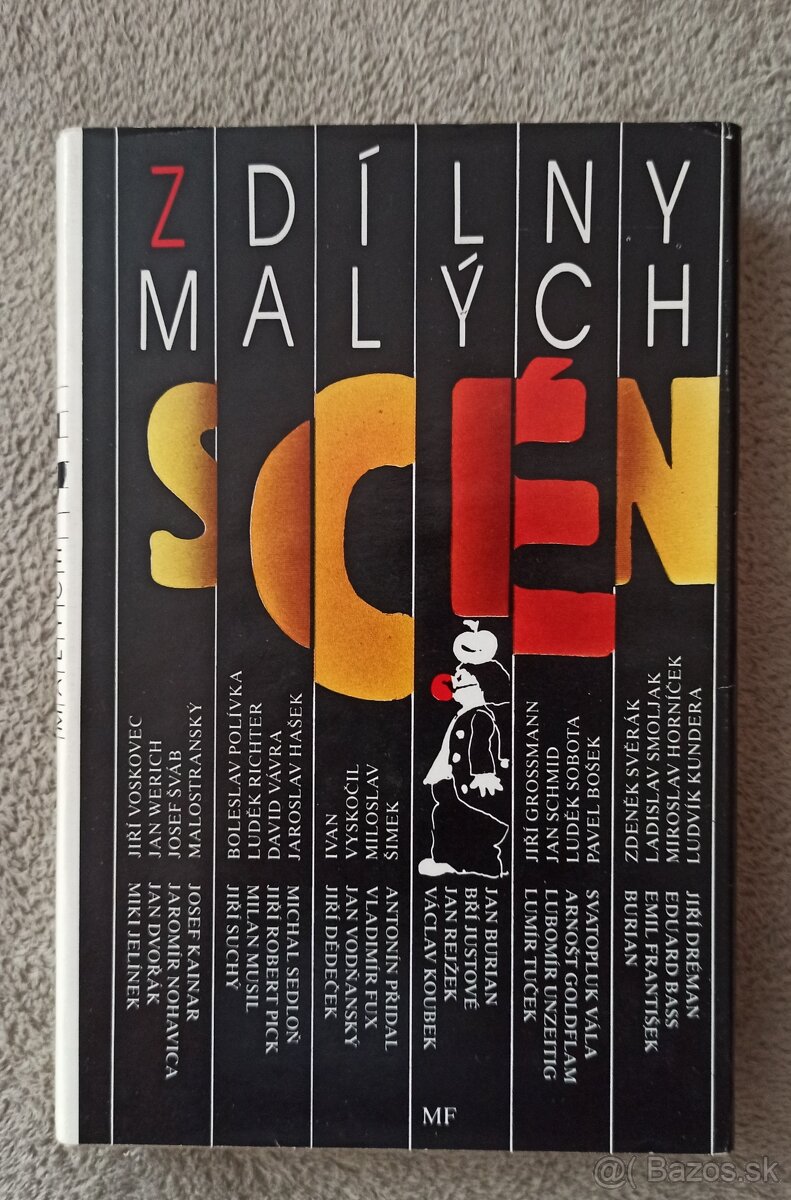 Z DÍLNY
MALÝCH
SCÉN
JIŘÍ VOSKOVEC
JAN WERICH
JOSEF ŠVÁB
MALOSTRANSKÝ
JOSEF KAINAR
JAROMÍR NOHAVICA
JAN DVOŘÁK
MIKI JELÍNEK
BOLESLAV POLÍVKA
LUDĚK RICHTER
DAVID VÁVRA
JAROSLAV HAŠEK
MICHAL SEDLOŇ
JIŘÍ ROBERT PICK
MILAN MUSIL
JIŘÍ SUCHÝ
IVAN
VYSKOČIL
MILOSLAV
ŠIMEK
ANTONÍN PŘIDAL
VLADIMÍR FUX
JAN VODŇANSKÝ
JIŘÍ DĚDEČEK
JAN BURIAN
BŘÍ JUSTOVÉ
JAN REJŽEK
VÁCLAV KOUBEK
JIŘÍ GROSSMANN
JAN SCHMID
LUDĚK SOBOTA
PAVEL BOŠEK
SVATOPLUK VÁLA
ARNOŠT GOLDFLAM
LUBOMÍR UNZEITIG
LUMÍR TUČEK
ZDENĚK SVĚRÁK
LADISLAV SMOLJAK
MIROSLAV HORNÍČEK
LUDVÍK KUNDERA
JIŘÍ DREMAN
EDUARD BASS
EMIL FRANTIŠEK
BURIAN
MF
@( Bazos.sk